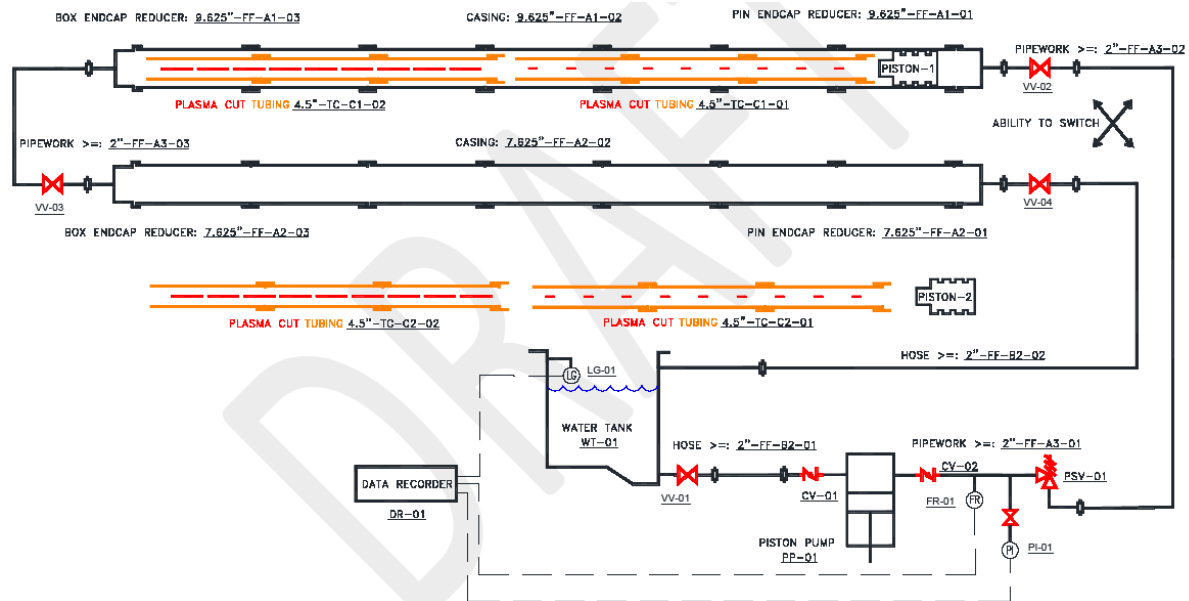 BOX ENDCAP REDUCER: 9.625"-FF-A1-03
CASING: 9.625"-FF-A1-02
PIN ENDCAP REDUCER: 9.625"-FF-A1-01
PIPEWORK >=: 2"-FF-A3-02
PISTON-1
VV-02
PLASMA CUT TUBING 4.5"-TC-C1-02
PLASMA CUT TUBING 4.5"-TC-C1-01
ABILITY TO SWITCH
PIPEWORK >=: 2"-FF-A3-03
CASING: 7.625"-FF-A2-02
VV-03
VV-04
BOX ENDCAP REDUCER: 7.625"-FF-A2-03
PIN ENDCAP REDUCER: 7.625"-FF-A2-01
PISTON-2
PLASMA CUT TUBING 4.5"-TC-C2-02
PLASMA CUT TUBING 4.5"-TC-C2-01
HOSE >=: 2"-FF-B2-02
LG
LG-01
WATER TANK
WT-01
HOSE >=: 2"-FF-B2-01
PIPEWORK >=: 2"-FF-A3-01
DATA RECORDER
DR-01
VV-01
CV-01
CV-02
PSV-01
FR-01
FR
PISTON PUMP
PP-01
PI
PI-01
DRAFT